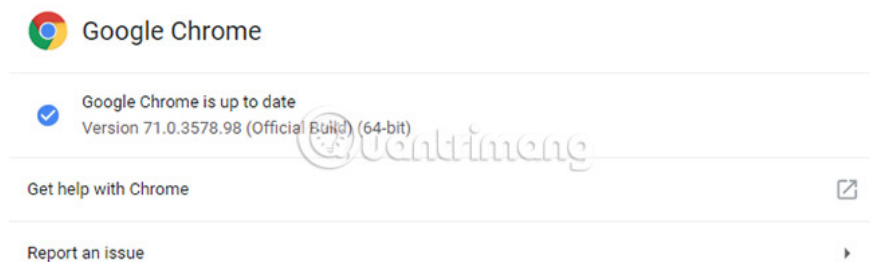 Google Chrome
Google Chrome is up to date
Version 71.0.3578.98 (Official Build) (64-bit)
Quantrimang
Get help with Chrome
Report an issue